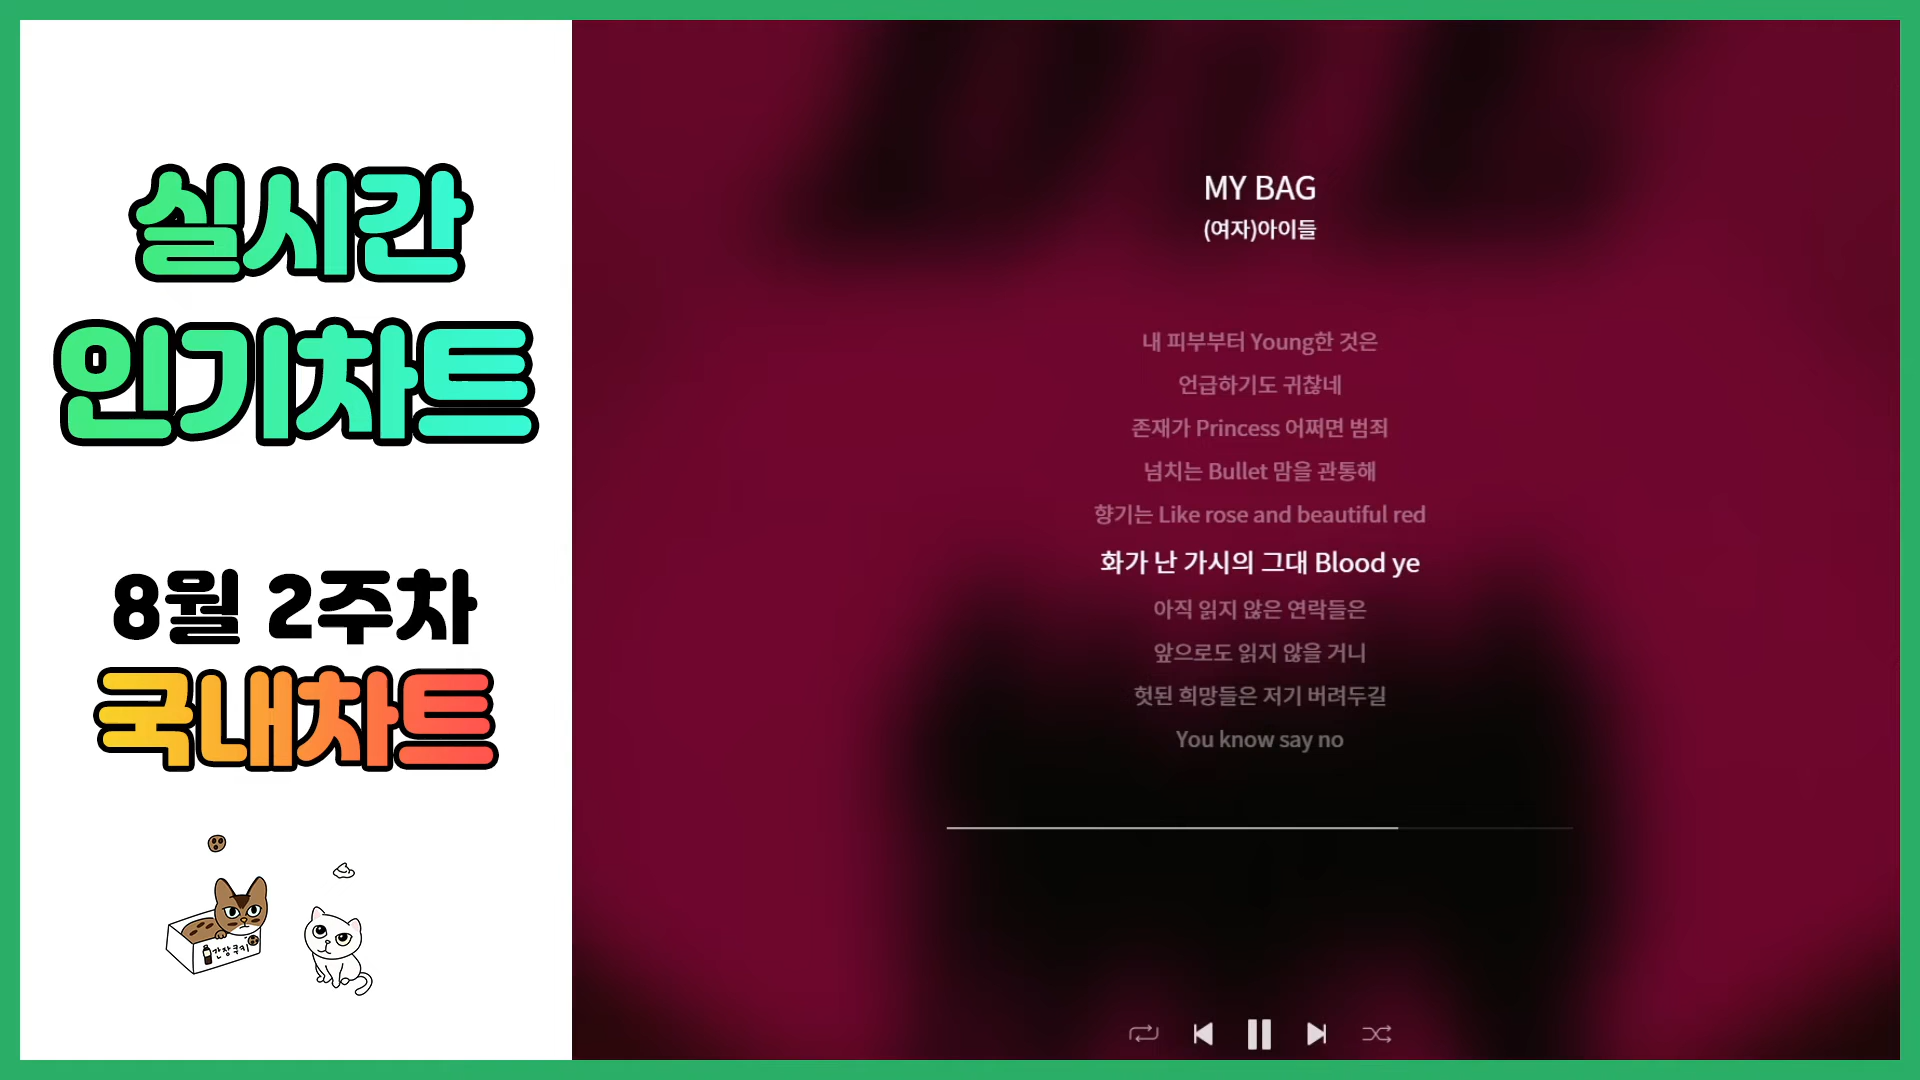 실시간
인기차트
8월 2주차
국내차트
간장쿠키
MY BAG
(여자)아이들
내 피부부터 Young한 것은
언급하기도 귀찮네
존재가 Princess 어쩌면 범죄
넘치는 Bullet 맘을 관통해
향기는 Like rose and beautiful red
화가 난 가시의 그대 Blood ye
아직 읽지 않은 연락들은
앞으로도 읽지 않을 거니
헛된 희망들은 저기 버려두길
You know say no